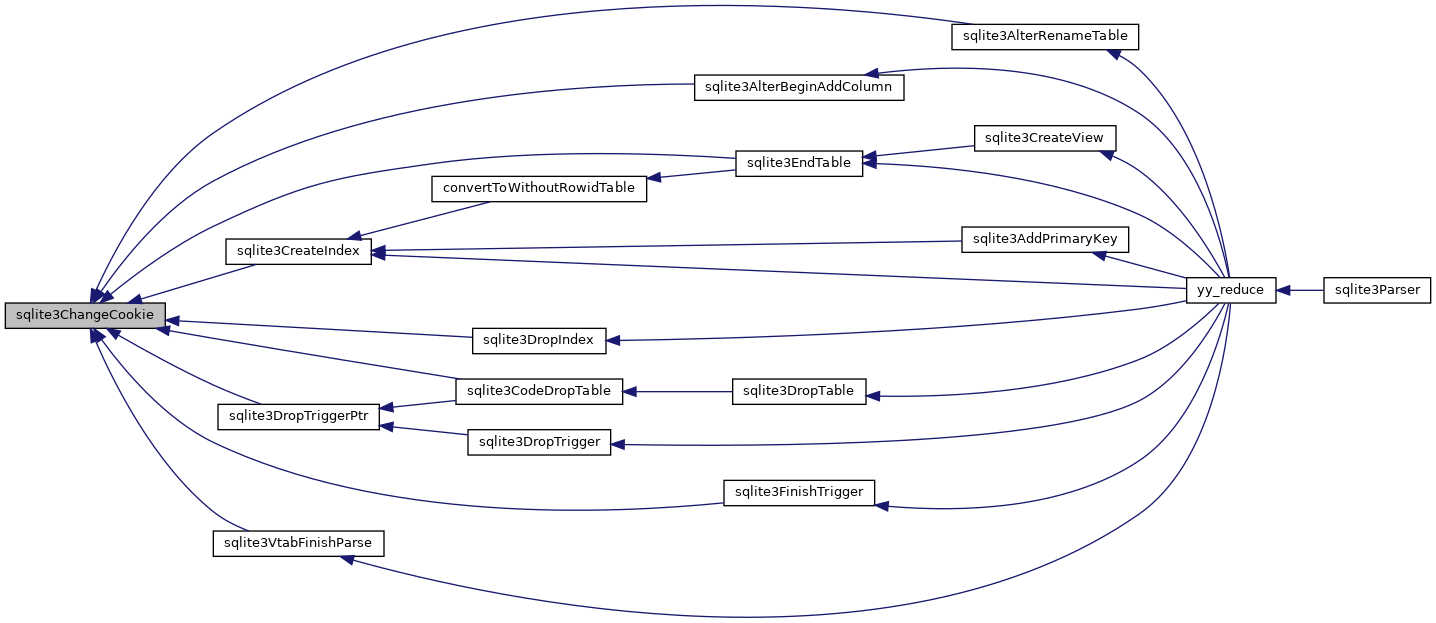 sqlite3AlterRenameTable
sqlite3AlterBeginAddColumn
sqlite3CreateView
sqlite3EndTable
convertToWithoutRowidTable
sqlite3AddPrimaryKey
sqlite3CreateIndex
yy_reduce
sqlite3Parser
sqlite3ChangeCookie
sqlite3DropIndex
sqlite3CodeDropTable
sqlite3DropTable
sqlite3DropTriggerPtr
sqlite3DropTrigger
sqlite3FinishTrigger
sqlite3VtabFinishParse